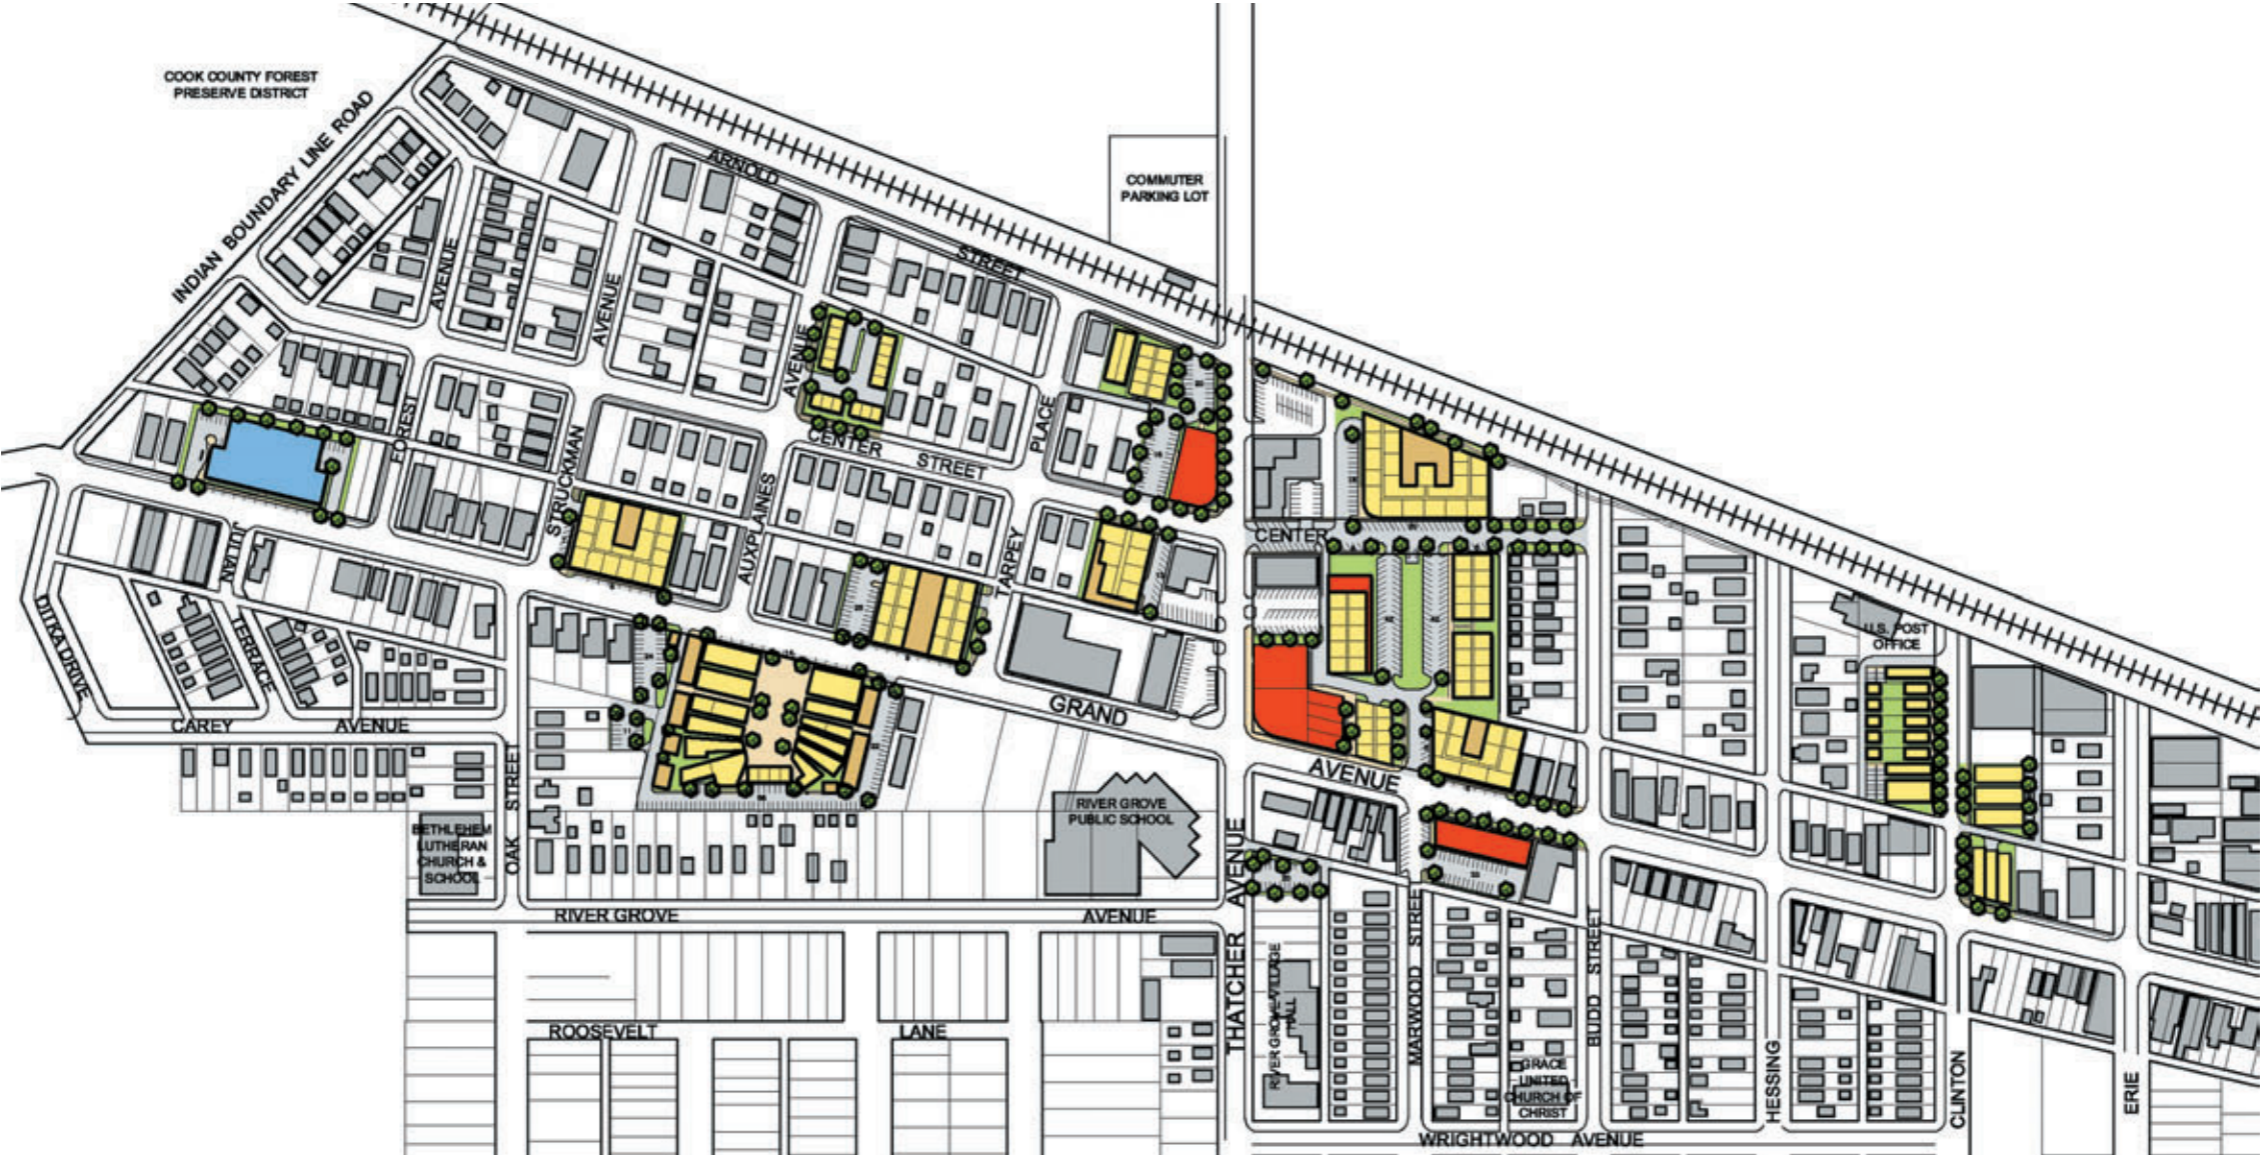 COOK COUNTY FOREST
PRESERVE DISTRICT
INDIAN BOUNDARY LINE ROAD
ARNOLD
STREET
COMMUTER
PARKING LOT
AVENUE
AVENUE
AVENUE
FOREST
STRUCKMAN
AUXPLAINES
CENTER
STREET
PLACE
TARPEY
CENTER
JULIAN
TERRACE
DITKA DRIVE
CAREY
AVENUE
GRAND
AVENUE
U.S. POST
OFFICE
OAK STREET
BETHLEHEM
LUTHERAN
CHURCH &
SCHOOL
RIVER GROVE
PUBLIC SCHOOL
RIVER GROVE
AVENUE
THATCHER AVENUE
ROOSEVELT
LANE
RIVER GROVE VILLAGE
HALL
MARWOOD STREET
BUDD STREET
GRACE
UNITED
CHURCH OF
CHRIST
HESSING
CLINTON
ERIE
WRIGHTWOOD AVENUE